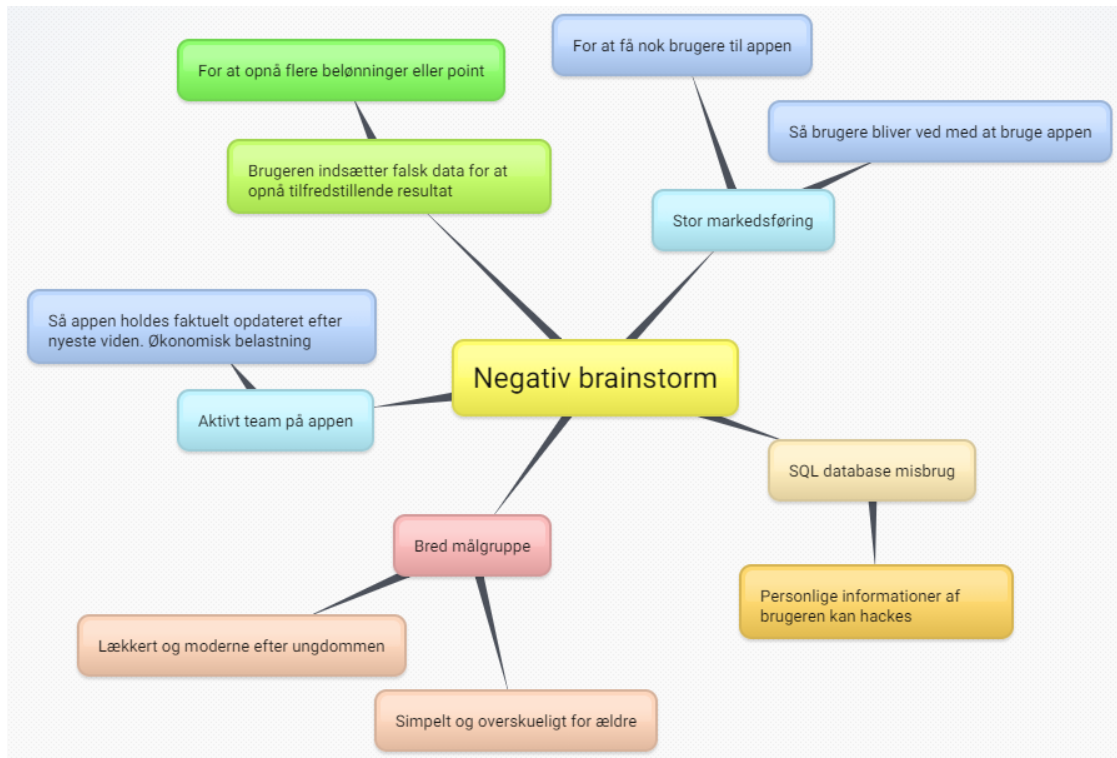 For at få nok brugere til appen
For at opnå flere belønninger eller point
Så brugere bliver ved med at bruge appen
Brugeren indsætter falsk data for at
opnå tilfredstillende resultat
Stor markedsføring
Så appen holdes faktuelt opdateret efter
nyeste viden. Økonomisk belastning
Negativ brainstorm
Aktivt team på appen
SQL database misbrug
Bred målgruppe
Personlige informationer af
brugeren kan hackes
Lækkert og moderne efter ungdommen
Simpelt og overskueligt for ældre